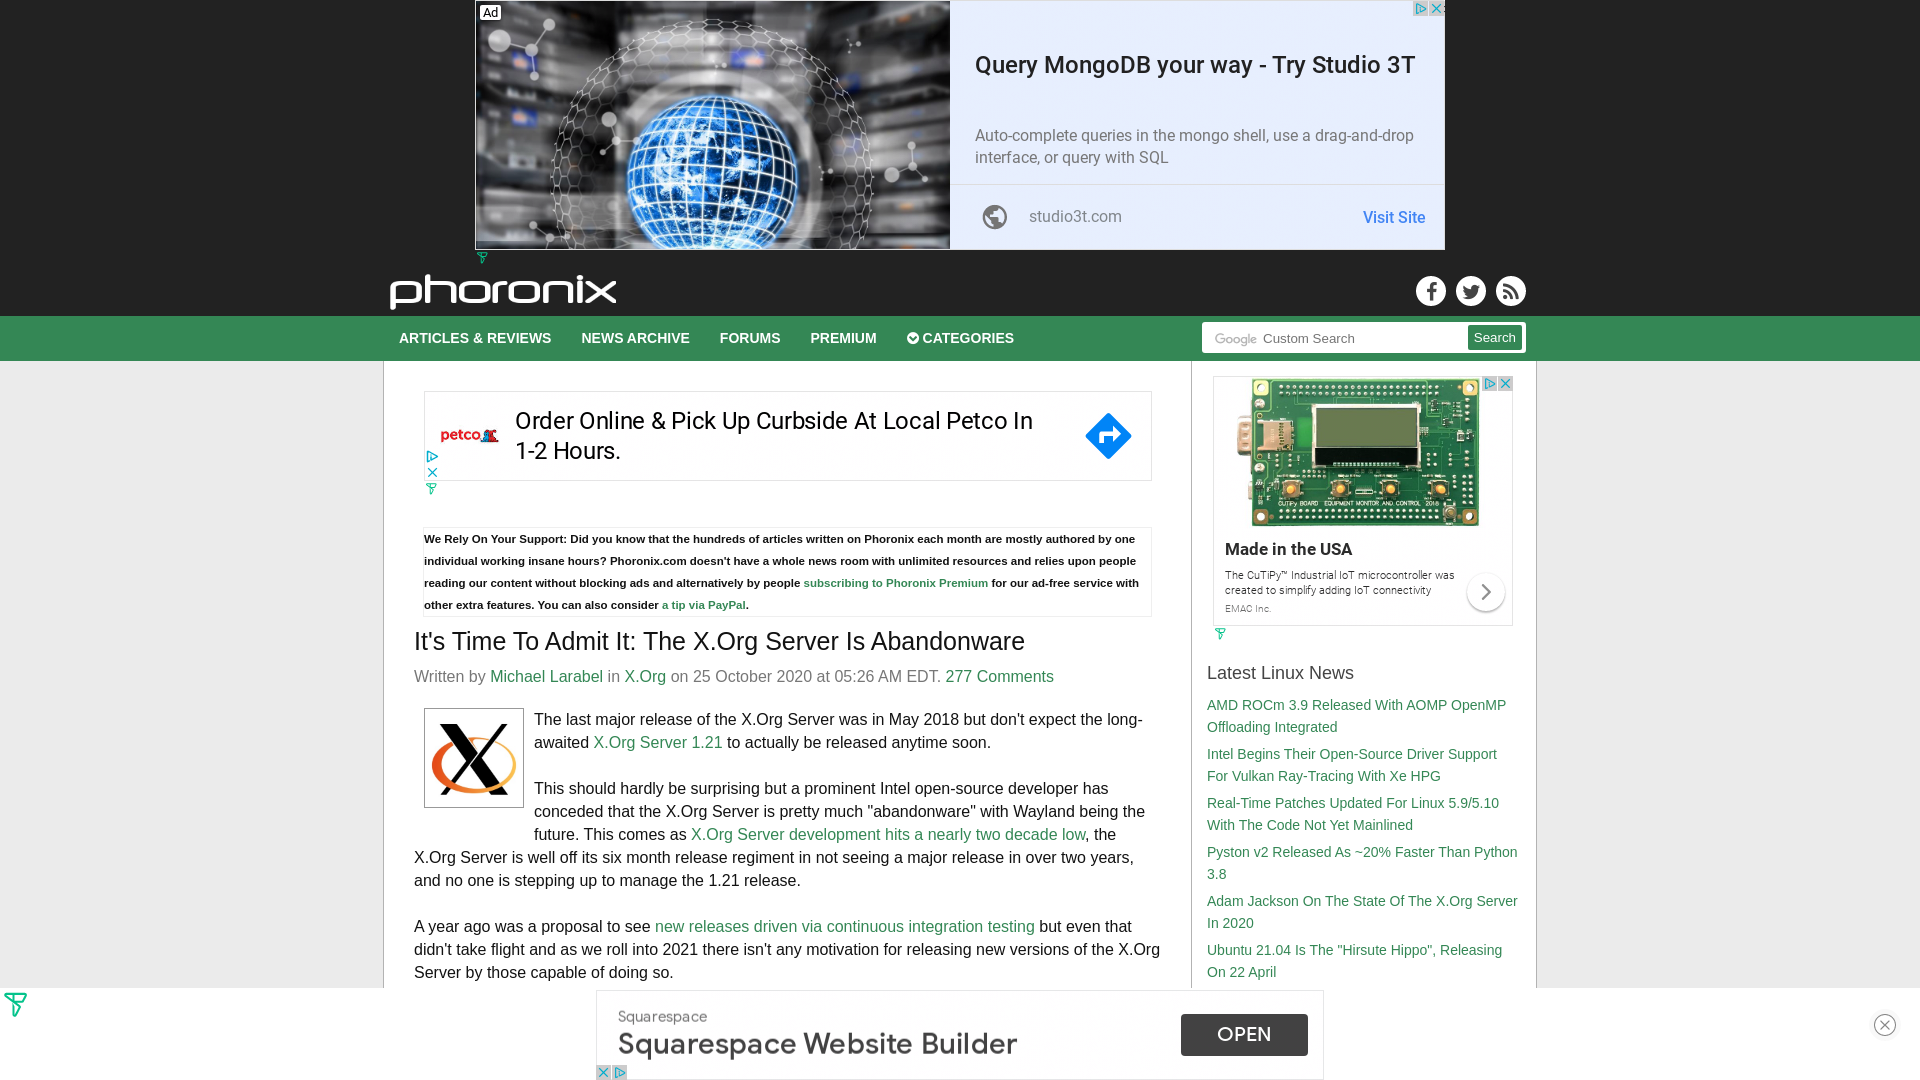 Ad
Query MongoDB your way - Try Studio 3T
Auto-complete queries in the mongo shell, use a drag-and-drop
interface, or query with SQL
studio3t.com
Visit Site
phoronix
ARTICLES & REVIEWS
NEWS ARCHIVE
FORUMS
PREMIUM
CATEGORIES
Google Custom Search
Search
petco
Order Online & Pick Up Curbside At Local Petco In
1-2 Hours.
We Rely On Your Support: Did you know that the hundreds of articles written on Phoronix each month are mostly authored by one
individual working insane hours? Phoronix.com doesn't have a whole news room with unlimited resources and relies upon people
reading our content without blocking ads and alternatively by people subscribing to Phoronix Premium for our ad-free service with
other extra features. You can also consider a tip via PayPal.
It's Time To Admit It: The X.Org Server Is Abandonware
Written by Michael Larabel in X.Org on 25 October 2020 at 05:26 AM EDT. 277 Comments
The last major release of the X.Org Server was in May 2018 but don't expect the long-
awaited X.Org Server 1.21 to actually be released anytime soon.
This should hardly be surprising but a prominent Intel open-source developer has
conceded that the X.Org Server is pretty much "abandonware" with Wayland being the
future. This comes as X.Org Server development hits a nearly two decade low, the
X.Org Server is well off its six month release regiment in not seeing a major release in over two years,
and no one is stepping up to manage the 1.21 release.
A year ago was a proposal to see new releases driven via continuous integration testing but even that
didn't take flight and as we roll into 2021 there isn't any motivation for releasing new versions of the X.Org
Server by those capable of doing so.
CUTiPy BOARD EQUIPMENT MONITOR AND CONTROL 2018
Made in the USA
The CuTiPy™ Industrial IoT microcontroller was
created to simplify adding IoT connectivity
EMAC Inc.
Latest Linux News
AMD ROCm 3.9 Released With AOMP OpenMP
Offloading Integrated
Intel Begins Their Open-Source Driver Support
For Vulkan Ray-Tracing With Xe HPG
Real-Time Patches Updated For Linux 5.9/5.10
With The Code Not Yet Mainlined
Pyston v2 Released As ~20% Faster Than Python
3.8
Adam Jackson On The State Of The X.Org Server
In 2020
Ubuntu 21.04 Is The "Hirsute Hippo", Releasing
On 22 April
Squarespace
Squarespace Website Builder
OPEN